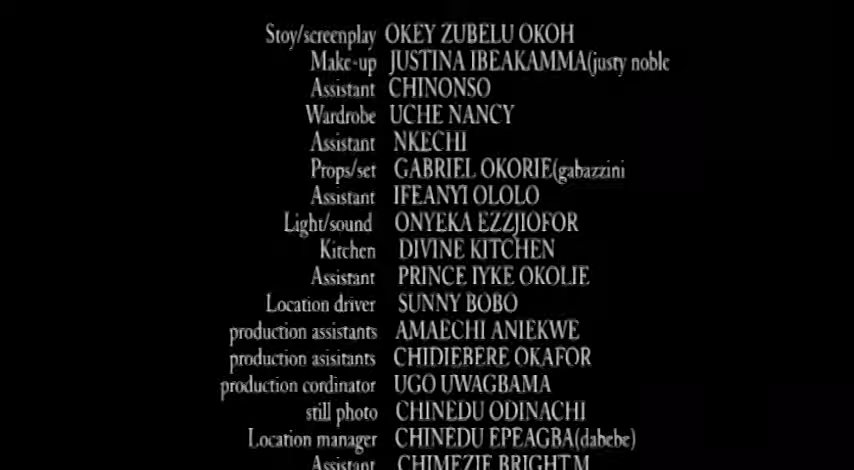 Stoy/screenplay OKEY ZUBELU OKOH
Make-up JUSTINA IBEAKAMMA(justy noble
Assistant CHINONSO
Wardrobe UCHE NANCY
Assistant NKECHI
Props/set GABRIEL OKORIE(gabazzini
Assistant IFEANYI OLOLO
Light/sound ONYEKA EZZJIOFOR
Kitchen DIVINE KITCHEN
Assistant PRINCE IYKE OKOLIE
Location driver SUNNY BOBO
production assistants AMAECHI ANIEKWE
production asisitants CHIDIEBERE OKAFOR
production cordinator UGO UWAGBAMA
still photo CHINEDU ODINACHI
Location manager CHINEDU EPEAGBA(dabebe)
Assistant CHIMEZIE BRIGHT.M